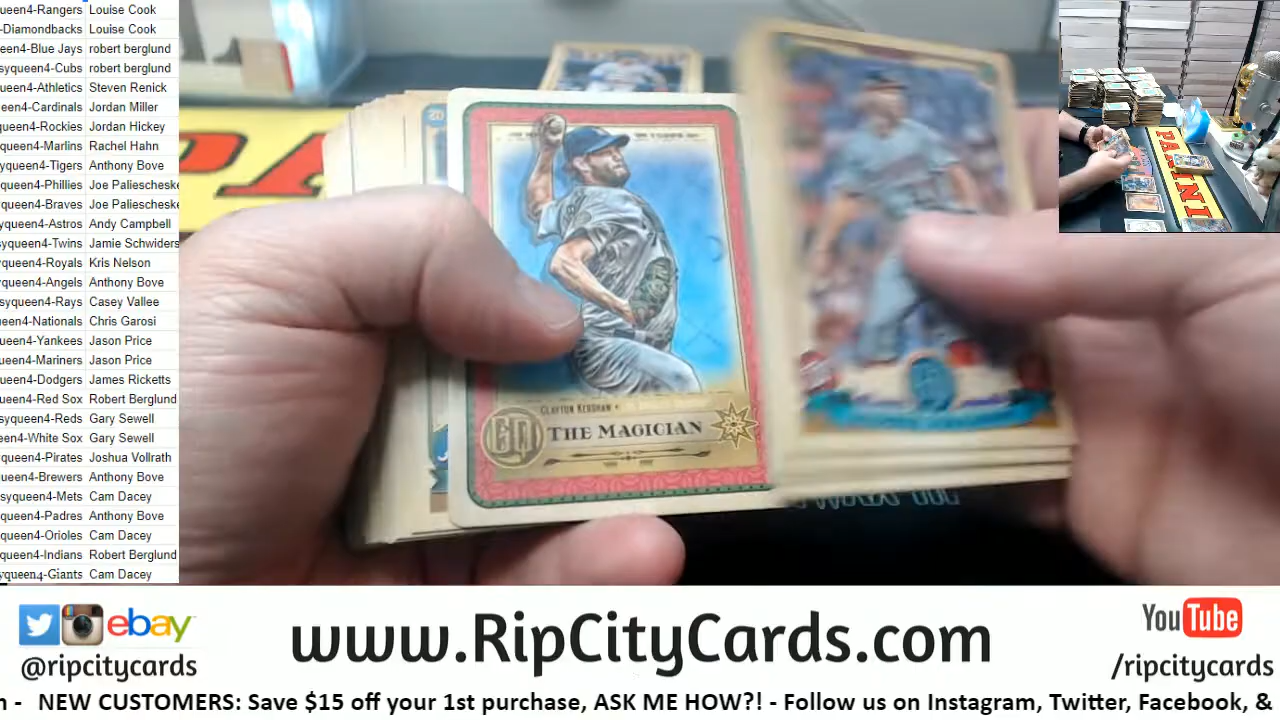 ueen4-Rangers Louise Cook
-Diamondbacks Louise Cook
een4-Blue Jays robert berglund
syqueen4-Cubs robert berglund
ueen4-Athletics Steven Renick
ueen4-Cardinals Jordan Miller
queen4-Rockies Jordan Hickey
queen4-Marlins Rachel Hahn
yqueen4-Tigers Anthony Bove
queen4-Phillies Joe Paliescheske
queen4-Braves Joe Paliescheske
queen4-Astros Andy Campbell
syqueen4-Twins Jamie Schwiders
yqueen4-Royals Kris Nelson
queen4-Angels Anthony Bove
syqueen4-Rays Casey Vallee
ueen4-Nationals Chris Garosi
queen4-Yankees Jason Price
ueen4-Mariners Jason Price
ueen4-Dodgers James Ricketts
queen4-Red Sox Robert Berglund
syqueen4-Reds Gary Sewell
een4-White Sox Gary Sewell
queen4-Pirates Joshua Vollrath
queen4-Brewers Anthony Bove
syqueen4-Mets Cam Dacey
queen4-Padres Anthony Bove
queen4-Orioles Cam Dacey
queen4-Indians Robert Berglund
yqueen4-Giants Cam Dacey
CLAYTON KERSHAW
GQ THE MAGICIAN
PANINI
ebay
@ripcitycards
www.RipCityCards.com
YouTube
/ripcitycards
n - NEW CUSTOMERS: Save $15 off your 1st purchase, ASK ME HOW?! - Follow us on Instagram, Twitter, Facebook, &